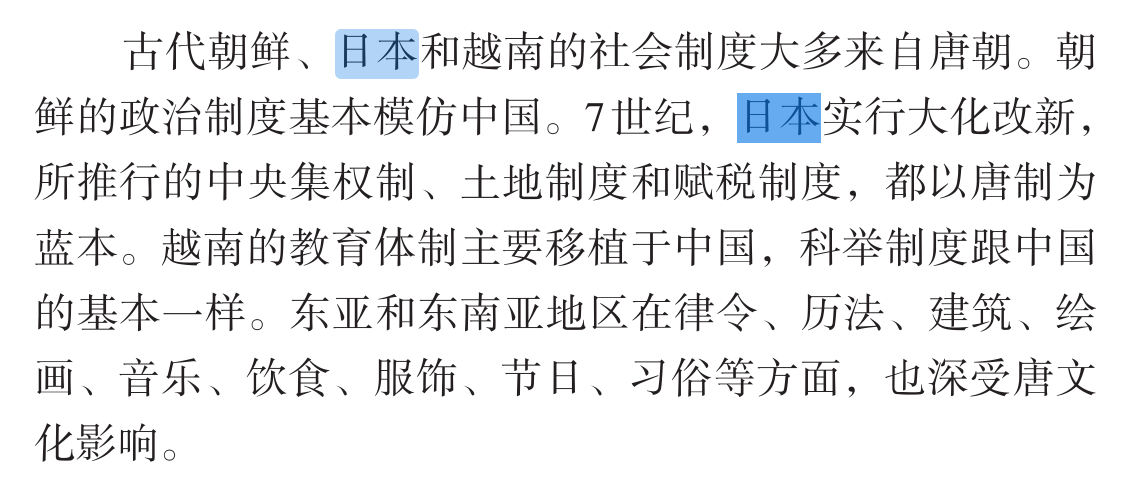 古代朝鲜、日本和越南的社会制度大多来自唐朝。朝
鲜的政治制度基本模仿中国。7世纪，日本实行大化改新，
所推行的中央集权制、土地制度和赋税制度，都以唐制为
蓝本。越南的教育体制主要移植于中国，科举制度跟中国
的基本一样。东亚和东南亚地区在律令、历法、建筑、绘
画、音乐、饮食、服饰、节日、习俗等方面，也深受唐文
化影响。